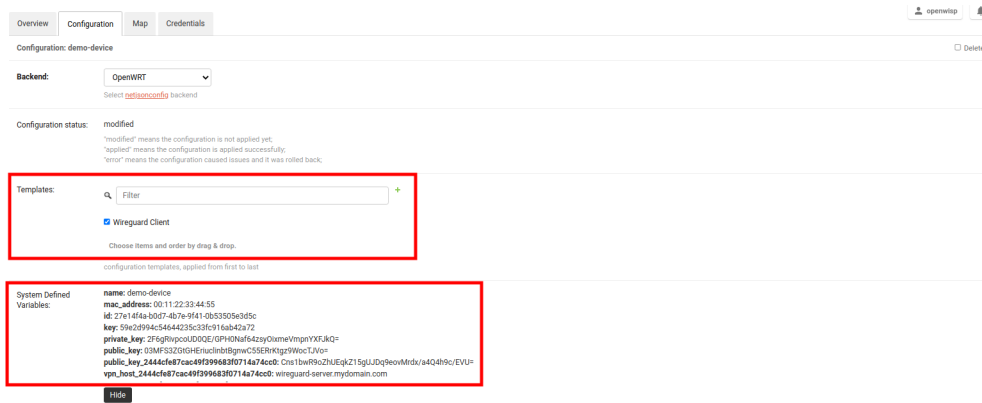 openwisp
Overview Configuration Map Credentials
Configuration: demo-device
Delete
Backend:
OpenWRT
Select netjsonconfig backend
Configuration status:
modified
"modified" means the configuration is not applied yet;
"applied" means the configuration is applied successfully;
"error" means the configuration caused issues and it was rolled back;
Templates:
Filter
Wireguard Client
Choose items and order by drag & drop.
configuration templates, applied from first to last
System Defined
Variables:
name: demo-device
mac_address: 00:11:22:33:44:55
id: 27e14f4a-b0d7-4b7e-9f41-0b53505e3d5c
key: 59e2d994c54644235c33fc916ab42a72
private_key: 2F6gRivpcoUD0QE/GPH0Naf64zsyOixmeVmpnYXFJkQ=
public_key: 03MFS3ZGtGHEriuclinbtBgnwC55ERrKtgz9WocTJVo=
public_key_2444cfe87cac49f399683f0714a74cc0: Cns1bwR9oZhUEqkZ15gUJDq9eovMrdx/a4Q4h9c/EVU=
vpn_host_2444cfe87cac49f399683f0714a74cc0: wireguard-server.mydomain.com
Hide